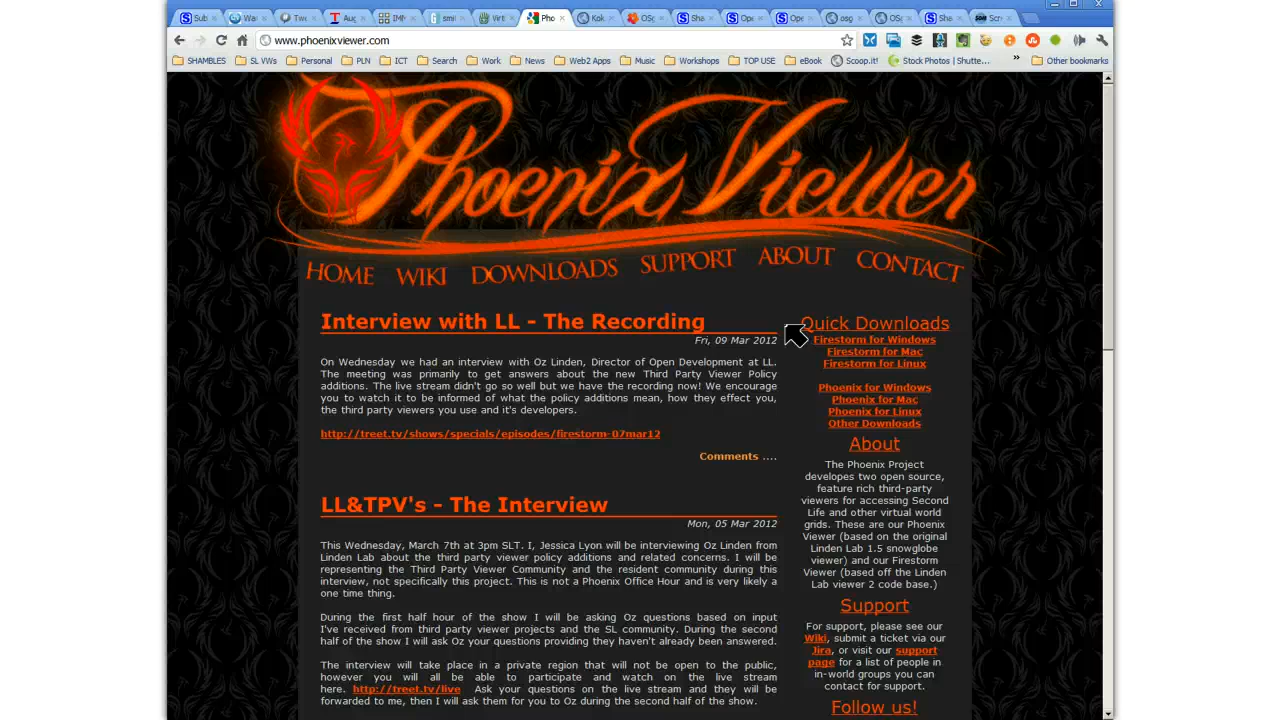 Sub
Wa
Twe
Aug
IMM
smil
Virt
Pho
Kok
OSg
Sha
Ope
Ope
osg
OSi
Sha
Scre
www.phoenixviewer.com
SHAMBLES
SL VWs
Personal
PLN
ICT
Search
Work
News
Web2 Apps
Music
Workshops
TOP USE
eBook
Scoop.it!
Stock Photos | Shutte...
»
Other bookmarks
Phoenix Viewer
HOME WIKI DOWNLOADS SUPPORT ABOUT CONTACT
Interview with LL - The Recording
Fri, 09 Mar 2012
On Wednesday we had an interview with Oz Linden, Director of Open Development at LL.
The meeting was primarily to get answers about the new Third Party Viewer Policy
additions. The live stream didn't go so well but we have the recording now! We encourage
you to watch it to be informed of what the policy additions mean, how they effect you,
the third party viewers you use and it's developers.
http://treet.tv/shows/specials/episodes/firestorm-07mar12
Comments ....
LL&TPV's - The Interview
Mon, 05 Mar 2012
This Wednesday, March 7th at 3pm SLT. I, Jessica Lyon will be interviewing Oz Linden from
Linden Lab about the third party viewer policy additions and related concerns. I will be
representing the Third Party Viewer Community and the resident community during this
interview, not specifically this project. This is not a Phoenix Office Hour and is very likely a
one time thing.
During the first half hour of the show I will be asking Oz questions based on input
I've received from third party viewer projects and the SL community. During the second
half of the show I will ask Oz your questions providing they haven't already been answered.
The interview will take place in a private region that will not be open to the public,
however you will all be able to participate and watch on the live stream
here. http://treet.tv/live Ask your questions on the live stream and they will be
forwarded to me, then I will ask them for you to Oz during the second half of the show.
Quick Downloads
Firestorm for Windows
Firestorm for Mac
Firestorm for Linux
Phoenix for Windows
Phoenix for Mac
Phoenix for Linux
Other Downloads
About
The Phoenix Project
developes two open source,
feature rich third-party
viewers for accessing Second
Life and other virtual world
grids. These are our Phoenix
Viewer (based on the original
Linden Lab 1.5 snowglobe
viewer) and our Firestorm
Viewer (based off the Linden
Lab viewer 2 code base.)
Support
For support, please see our
Wiki, submit a ticket via our
Jira, or visit our support
page for a list of people in
in-world groups you can
contact for support.
Follow us!